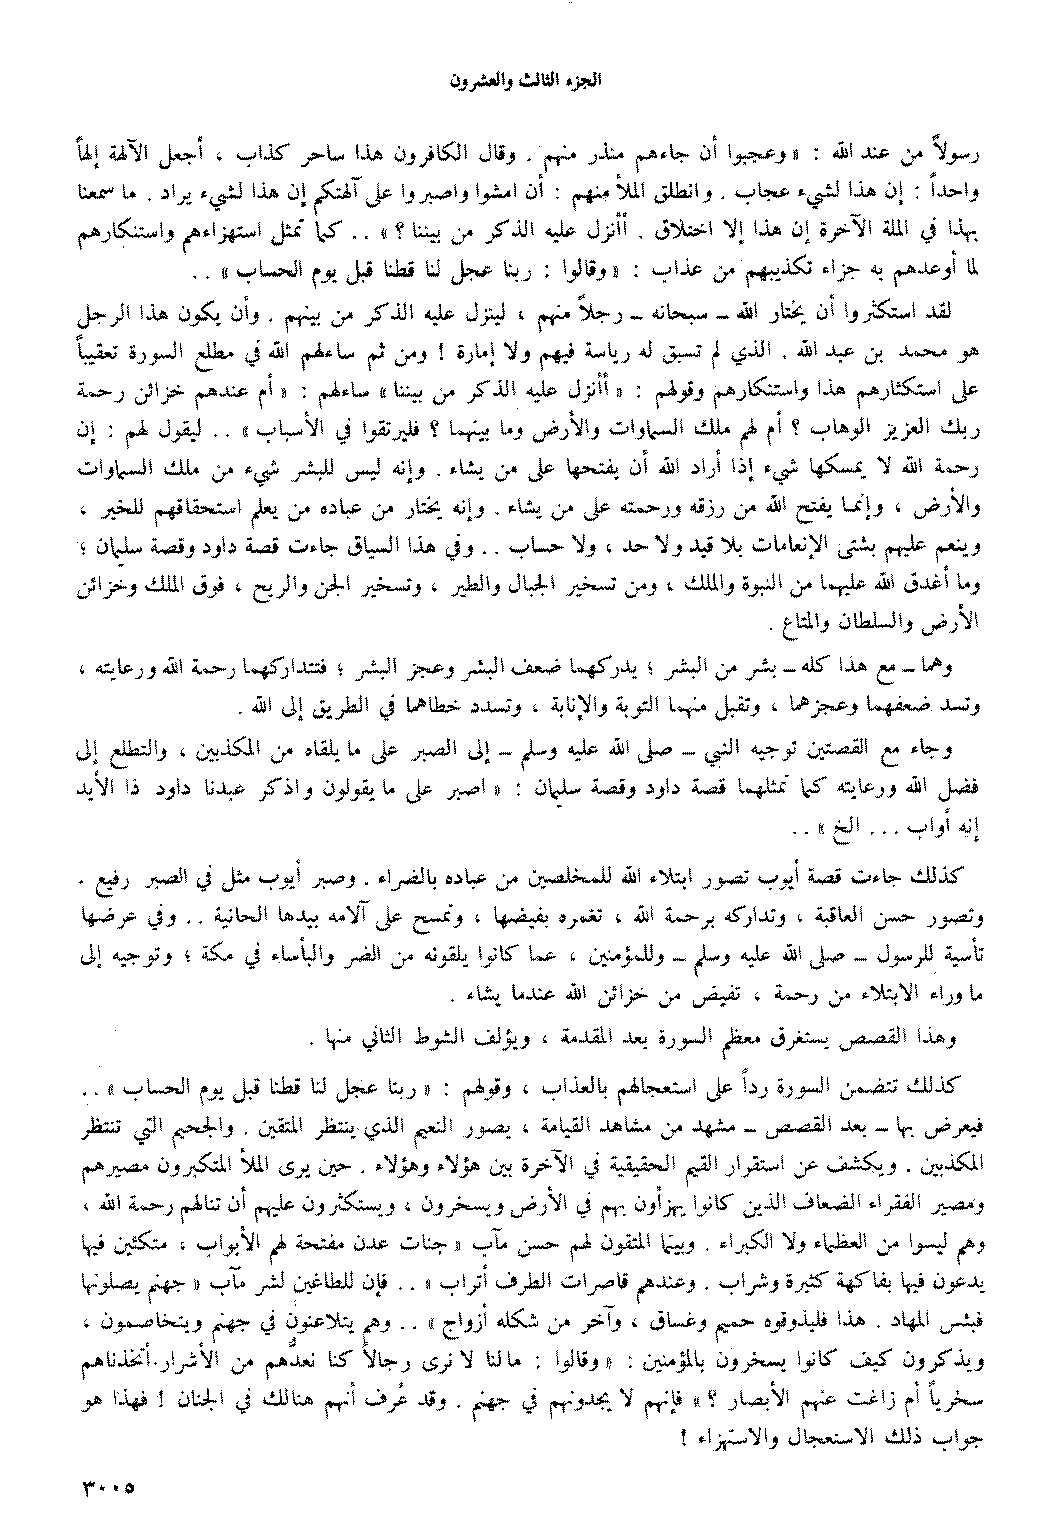 الجزء الثالث والعشرون
رسولاً من عند الله : « وعجبوا أن جاءهم منذر منهم . وقال الكافرون هذا ساحر كذاب ، أجعل الآلهة إلهاً
واحداً : إن هذا لشيء عجاب . وانطلق الملأ منهم : أن امشوا واصبروا على آلهتكم إن هذا لشيء يراد . ما سمعنا
بهذا في الملة الآخرة إن هذا إلا اختلاق . أأنزل عليه الذكر من بيننا ؟ » .. كما تمثل استهزاءهم واستنكارهم
لما أوعدهم به جزاء تكذيبهم من عذاب : « وقالوا : ربنا عجل لنا قطنا قبل يوم الحساب » ..
لقد استكثروا أن يختار الله – سبحانه – رجلاً منهم ، لينزل عليه الذكر من بينهم . وأن يكون هذا الرجل
هو محمد بن عبد الله . الذي لم تسبق له رياسة فيهم ولا إمارة ! ومن ثم ساءلهم الله في مطلع السورة تعقيباً
على استكثارهم هذا واستنكارهم وقولهم : « أأنزل عليه الذكر من بيننا » ساءلهم : « أم عندهم خزائن رحمة
ربك العزيز الوهاب ؟ أم لهم ملك السماوات والأرض وما بينهما ؟ فليرتقوا في الأسباب » .. ليقول لهم : إن
رحمة الله لا يمسكها شيء إذا أراد الله أن يفتحها على من يشاء . وإنه ليس للبشر شيء من ملك السماوات
والأرض ، وإنما يفتح الله من رزقه ورحمته على من يشاء . وإنه يختار من عباده من يعلم استحقاقهم للخير ،
وينعم عليهم بشتى الإنعامات بلا قيد ولا حد ، ولا حساب .. وفي هذا السياق جاءت قصة داود وقصة سليمان ؛
وما أغدق الله عليهما من النبوة والملك ، ومن تسخير الجبال والطير ، وتسخير الجن والريح ، فوق الملك وخزائن
الأرض والسلطان والمتاع .
وهما – مع هذا كله – بشر من البشر ؛ يدركهما ضعف البشر وعجز البشر ؛ فتتداركهما رحمة الله ورعايته ،
وتسد ضعفهما وعجزهما ، وتقبل منهما التوبة والإنابة ، وتسدد خطاهما في الطريق إلى الله .
وجاء مع القصتين توجيه النبي – صلى الله عليه وسلم – إلى الصبر على ما يلقاه من المكذبين ، والتطلع إلى
فضل الله ورعايته كما تمثلهما قصة داود وقصة سليمان : « اصبر على ما يقولون واذكر عبدنا داود ذا الأيد
إنه أواب ... الخ » ..
كذلك جاءت قصة أيوب تصور ابتلاء الله للمخلصين من عباده بالضراء . وصبر أيوب مثل في الصبر رفيع .
وتصور حسن العاقبة ، وتداركه برحمة الله ، تغمره بفيضها ، وتمسح على آلامه بيدها الحانية .. وفي عرضها
تأسية للرسول – صلى الله عليه وسلم – وللمؤمنين ، عما كانوا يلقونه من الضر والبأساء في مكة ؛ وتوجيه إلى
ما وراء الابتلاء من رحمة ، تفيض من خزائن الله عندما يشاء .
وهذا القصص يستغرق معظم السورة بعد المقدمة ، ويؤلف الشوط الثاني منها .
كذلك تتضمن السورة رداً على استعجالهم بالعذاب ، وقولهم : « ربنا عجل لنا قطنا قبل يوم الحساب » ..
فيعرض بها – بعد القصص – مشهد من مشاهد القيامة ، يصور النعيم الذي ينتظر المتقين . والجحيم التي تنتظر
المكذبين . ويكشف عن استقرار القيم الحقيقية في الآخرة بين هؤلاء وهؤلاء . حين يرى الملأ المتكبرون مصيرهم
ومصير الفقراء الضعاف الذين كانوا يهزأون بهم في الأرض ويسخرون ، ويستكثرون عليهم أن تنالهم رحمة الله ،
وهم ليسوا من العظماء ولا الكبراء . وبينما المتقون لهم حسن مآب « جنات عدن مفتحة لهم الأبواب ، متكئين فيها
يدعون فيها بفاكهة كثيرة وشراب . وعندهم قاصرات الطرف أتراب » .. فإن للطاغين لشر مآب « جهنم يصلونها
فبئس المهاد . هذا فليذوقوه حميم وغساق ، وآخر من شكله أزواج » .. وهم يتلاعنون في جهنم ويتخاصمون ،
ويذكرون كيف كانوا يسخرون بالمؤمنين : « وقالوا : ما لنا لا نرى رجالاً كنا نعدّهم من الأشرار . أتخذناهم
سخرياً أم زاغت عنهم الأبصار ؟ » فإنهم لا يجدونهم في جهنم . وقد عُرف أنهم هنالك في الجنان ! فهذا هو
جواب ذلك الاستعجال والاستهزاء !
٣٠٠٥